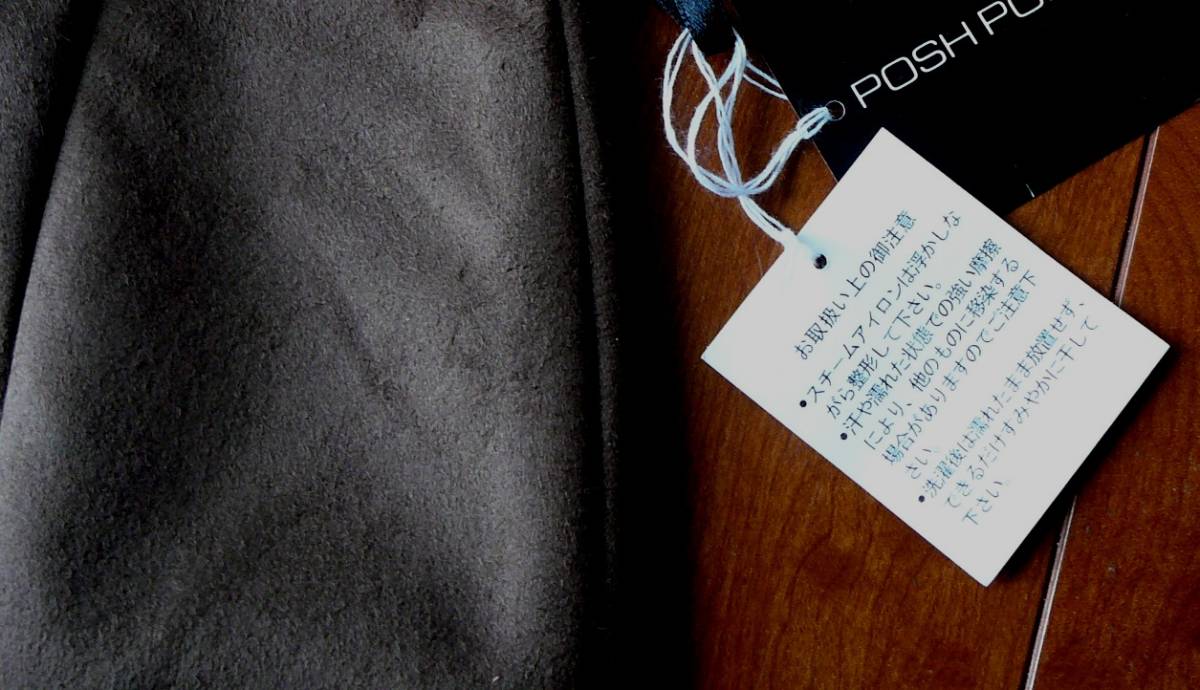 POSH PO
お取扱い上の御注意
●スチームアイロンは浮かしな
がら整形して下さい。
●汗や濡れた状態での強い摩擦
により、他のものに移染する
場合がありますのでご注意下
さい。
●洗濯後は濡れたまま放置せず、
できるだけすみやかに干して
下さい。